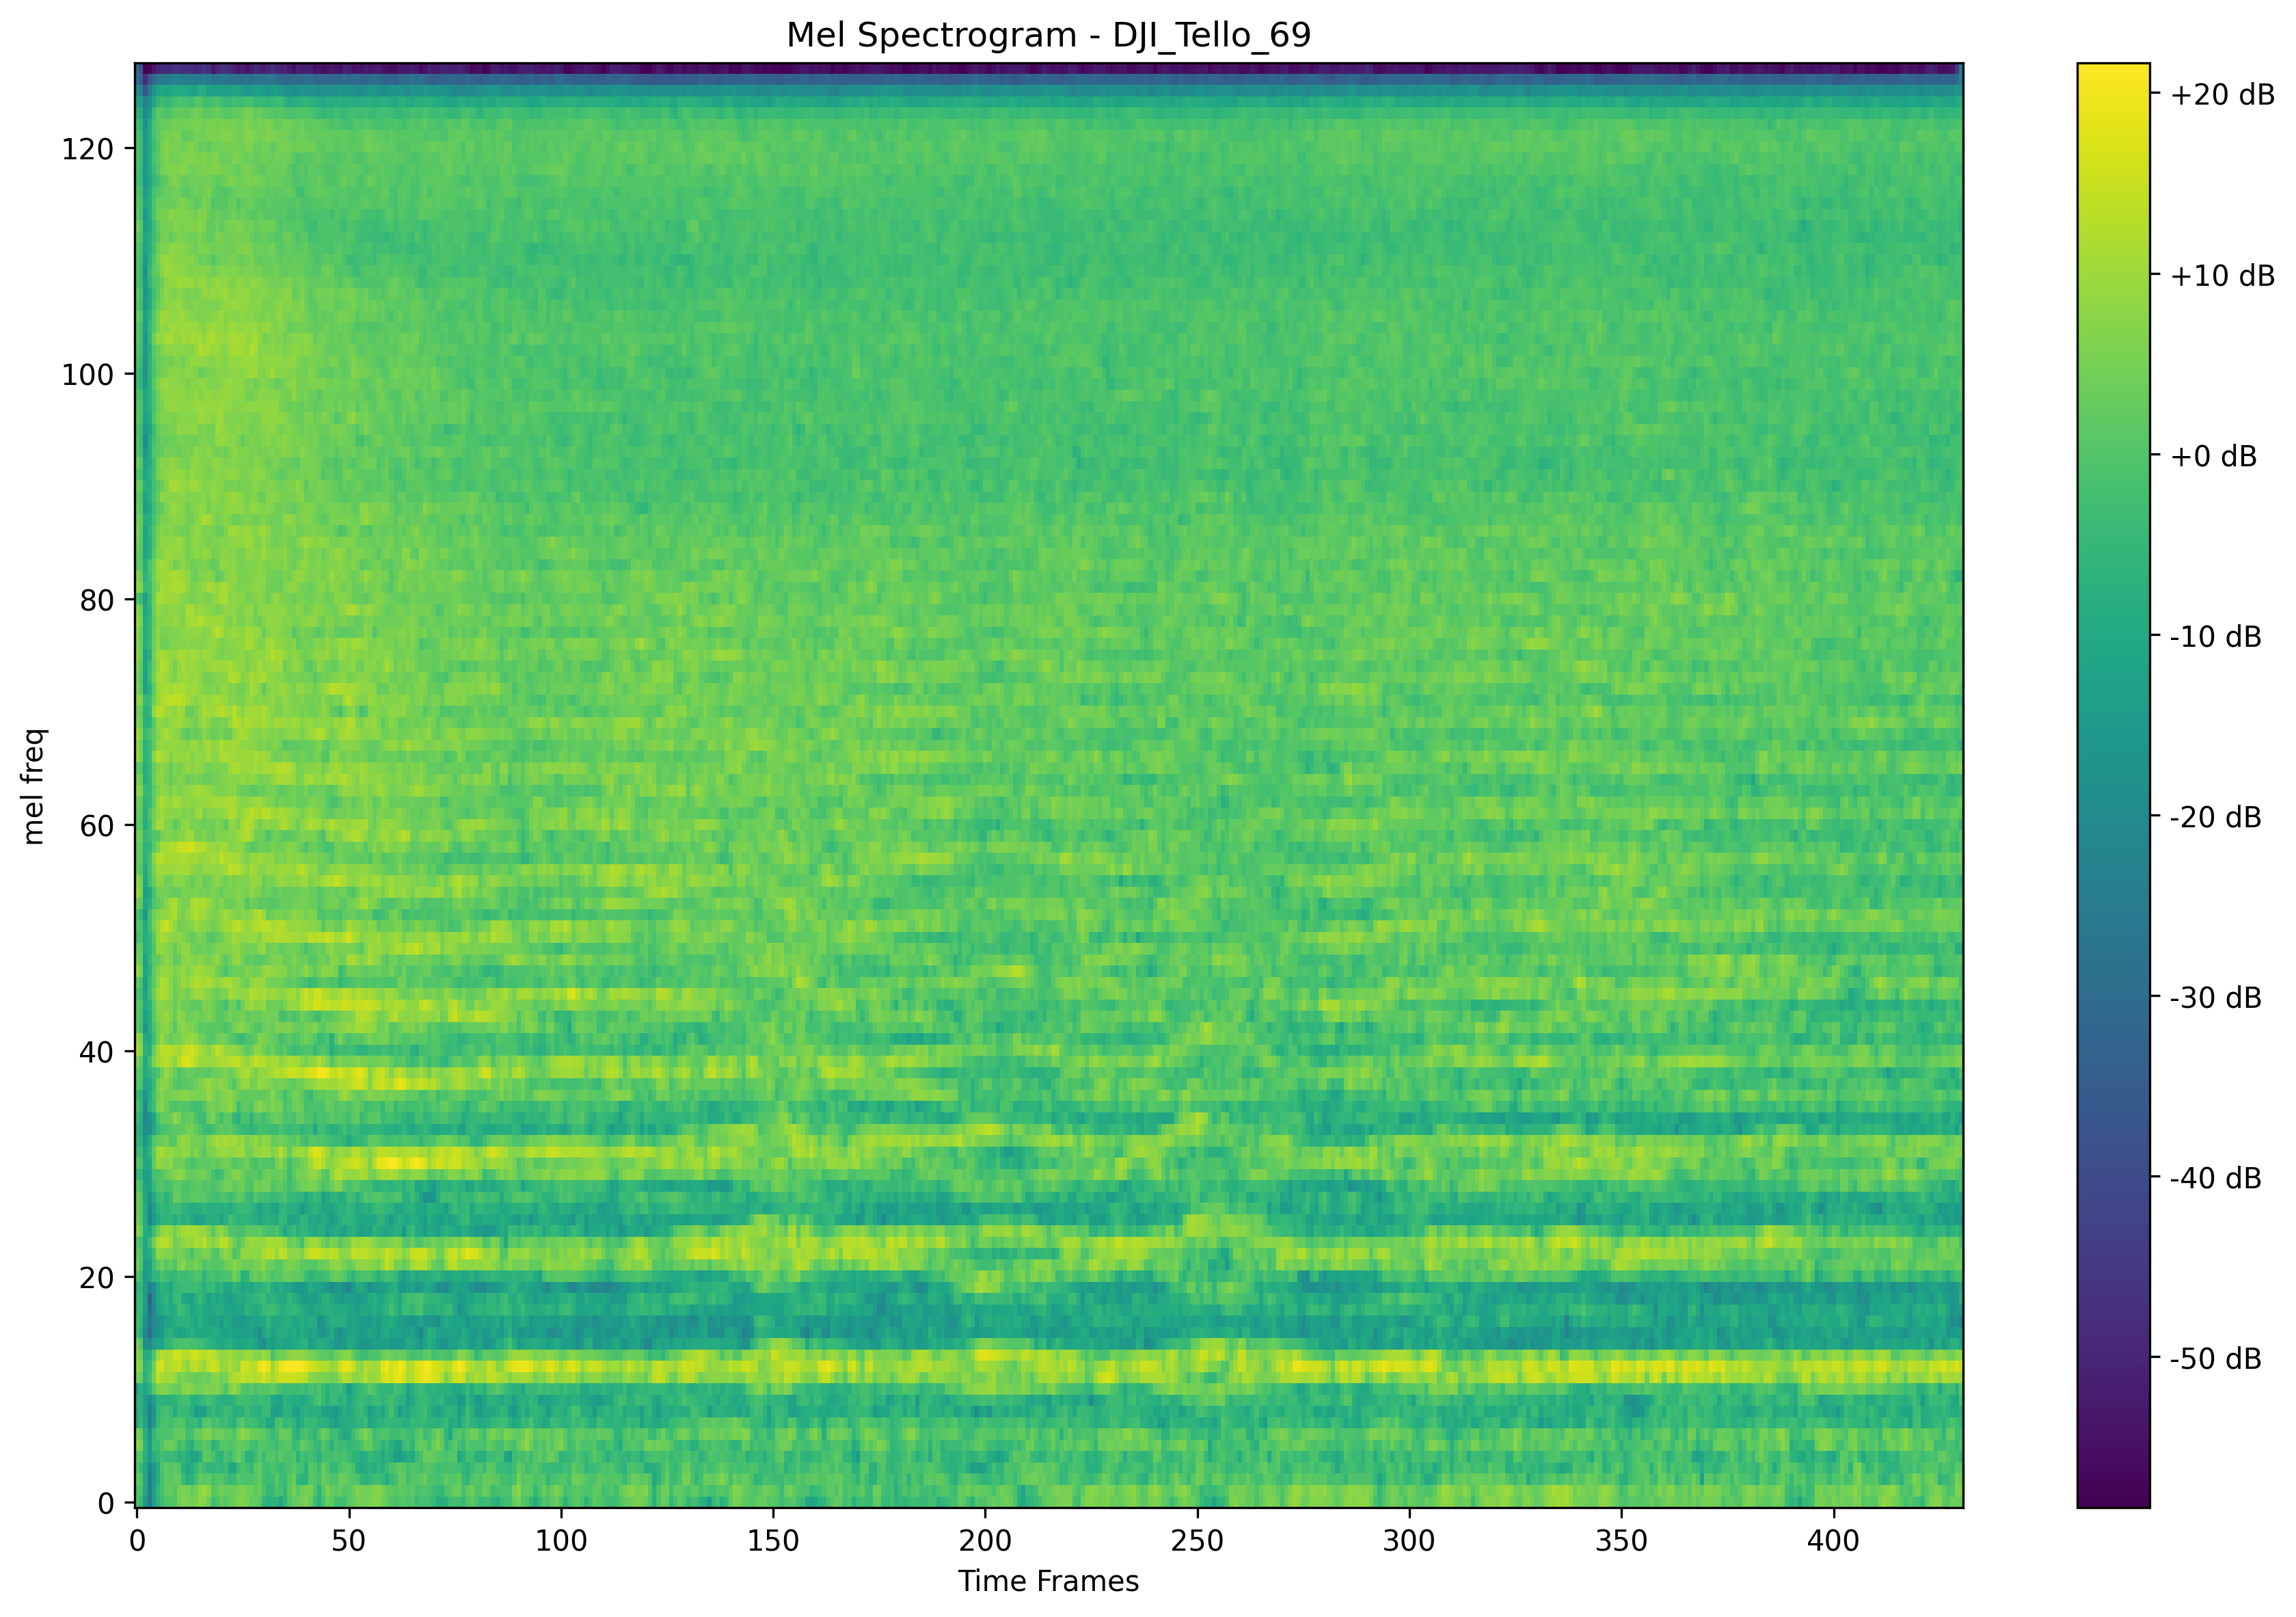 Mel Spectrogram - DJI_Tello_69
mel freq
120
100
80
60
40
20
0
0 50 100 150 200 250 300 350 400
Time Frames
+20 dB
+10 dB
+0 dB
-10 dB
-20 dB
-30 dB
-40 dB
-50 dB